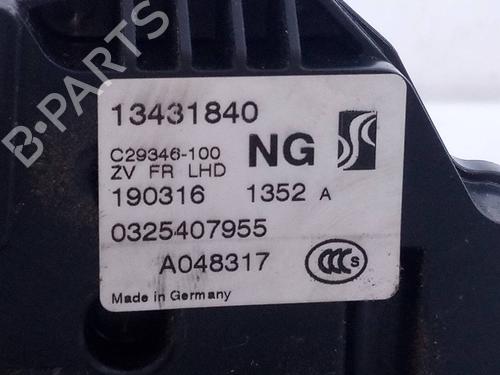 B-PARTS
13431840
C29346-100 NG
ZV FR LHD
190316 1352 A
0325407955
A048317 CCC S
Made in Germany